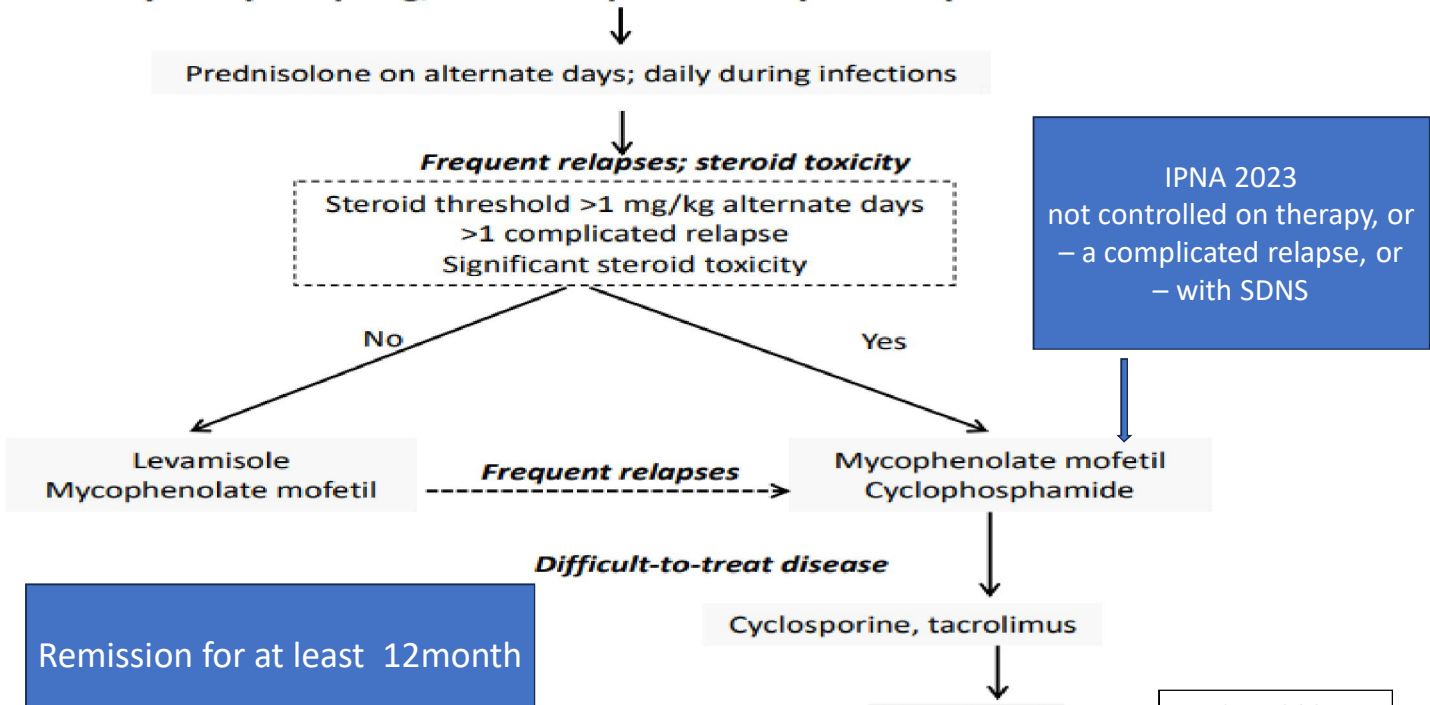 Prednisolone on alternate days; daily during infections
Frequent relapses; steroid toxicity
Steroid threshold >1 mg/kg alternate days
>1 complicated relapse
Significant steroid toxicity
IPNA 2023
not controlled on therapy, or
– a complicated relapse, or
– with SDNS
No
Yes
Levamisole
Mycophenolate mofetil
Frequent relapses
Mycophenolate mofetil
Cyclophosphamide
Difficult-to-treat disease
Cyclosporine, tacrolimus
Remission for at least 12month